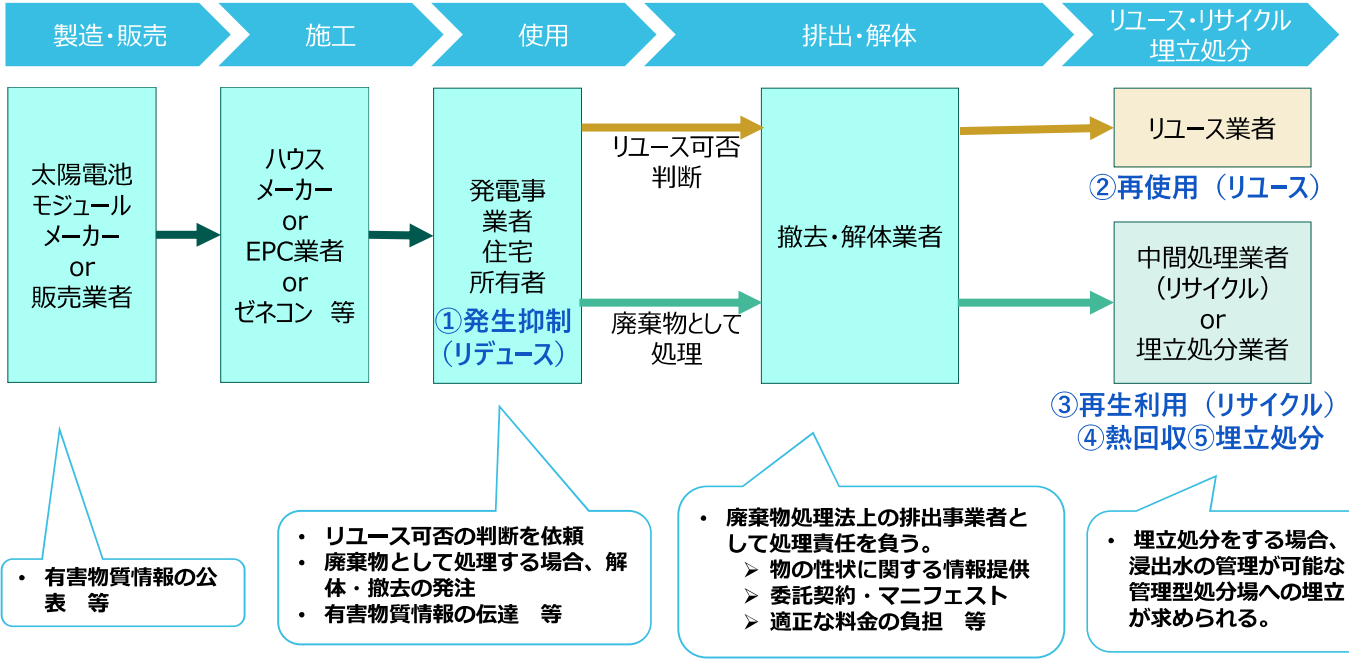 製造・販売
施工
使用
排出・解体
リユース・リサイクル
埋立処分
太陽電池
モジュール
メーカー
or
販売業者
ハウス
メーカー
or
EPC業者
or
ゼネコン 等
発電事
業者
住宅
所有者
①発生抑制
（リデュース）
リユース可否
判断
廃棄物として
処理
撤去・解体業者
リユース業者
②再使用（リユース）
中間処理業者
（リサイクル）
or
埋立処分業者
③再生利用（リサイクル）
④熱回収⑤埋立処分
• 有害物質情報の公
表 等
• リユース可否の判断を依頼
• 廃棄物として処理する場合、解
体・撤去の発注
• 有害物質情報の伝達 等
• 廃棄物処理法上の排出事業者と
して処理責任を負う。
➢ 物の性状に関する情報提供
➢ 委託契約・マニフェスト
➢ 適正な料金の負担 等
• 埋立処分をする場合、
浸出水の管理が可能な
管理型処分場への埋立
が求められる。